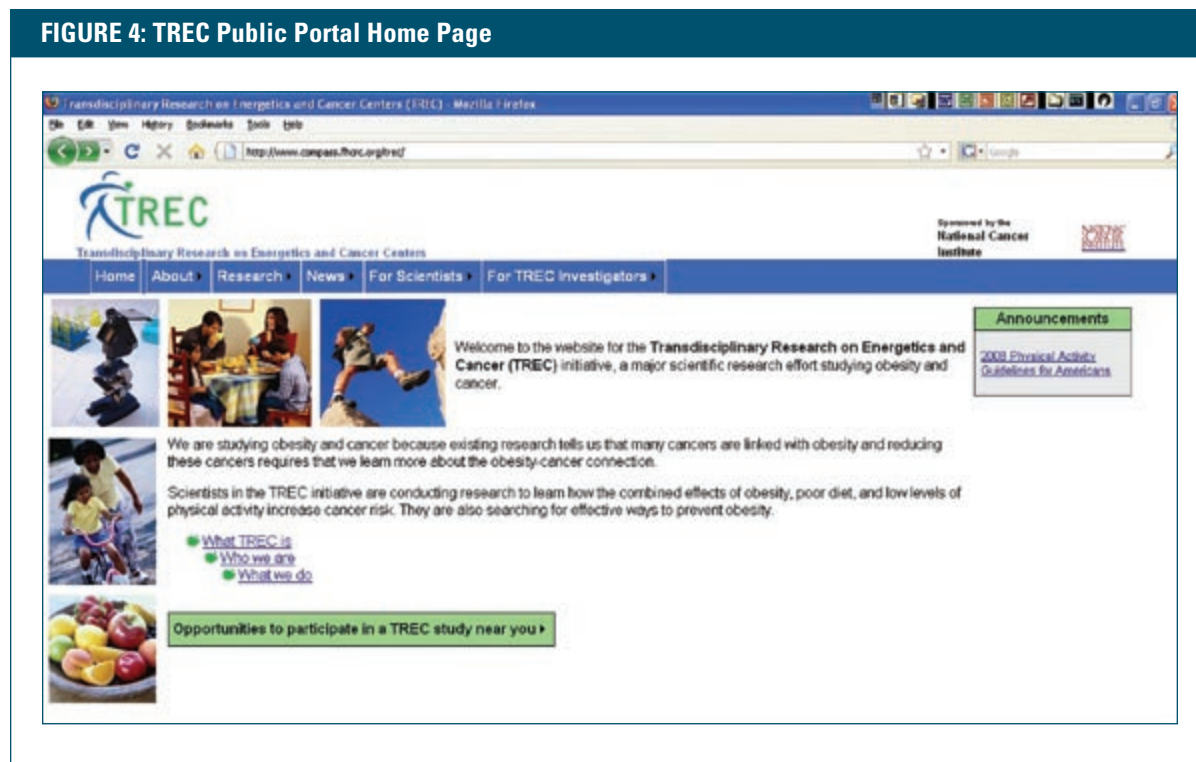 FIGURE 4: TREC Public Portal Home Page
Transdisciplinary Research on Energetics and Cancer Centers (TREC) - Mozilla Firefox
File Edit View History Bookmarks Tools Help
http://www.compass.fhcrc.org/trec/
Google
TREC
Transdisciplinary Research on Energetics and Cancer Centers
Sponsored by the
National Cancer
Institute
Home About Research News For Scientists For TREC Investigators
Welcome to the website for the Transdisciplinary Research on Energetics and
Cancer (TREC) initiative, a major scientific research effort studying obesity and
cancer.
Announcements
2008 Physical Activity
Guidelines for Americans
We are studying obesity and cancer because existing research tells us that many cancers are linked with obesity and reducing
these cancers requires that we learn more about the obesity-cancer connection.
Scientists in the TREC initiative are conducting research to learn how the combined effects of obesity, poor diet, and low levels of
physical activity increase cancer risk. They are also searching for effective ways to prevent obesity.
What TREC is
Who we are
What we do
Opportunities to participate in a TREC study near you